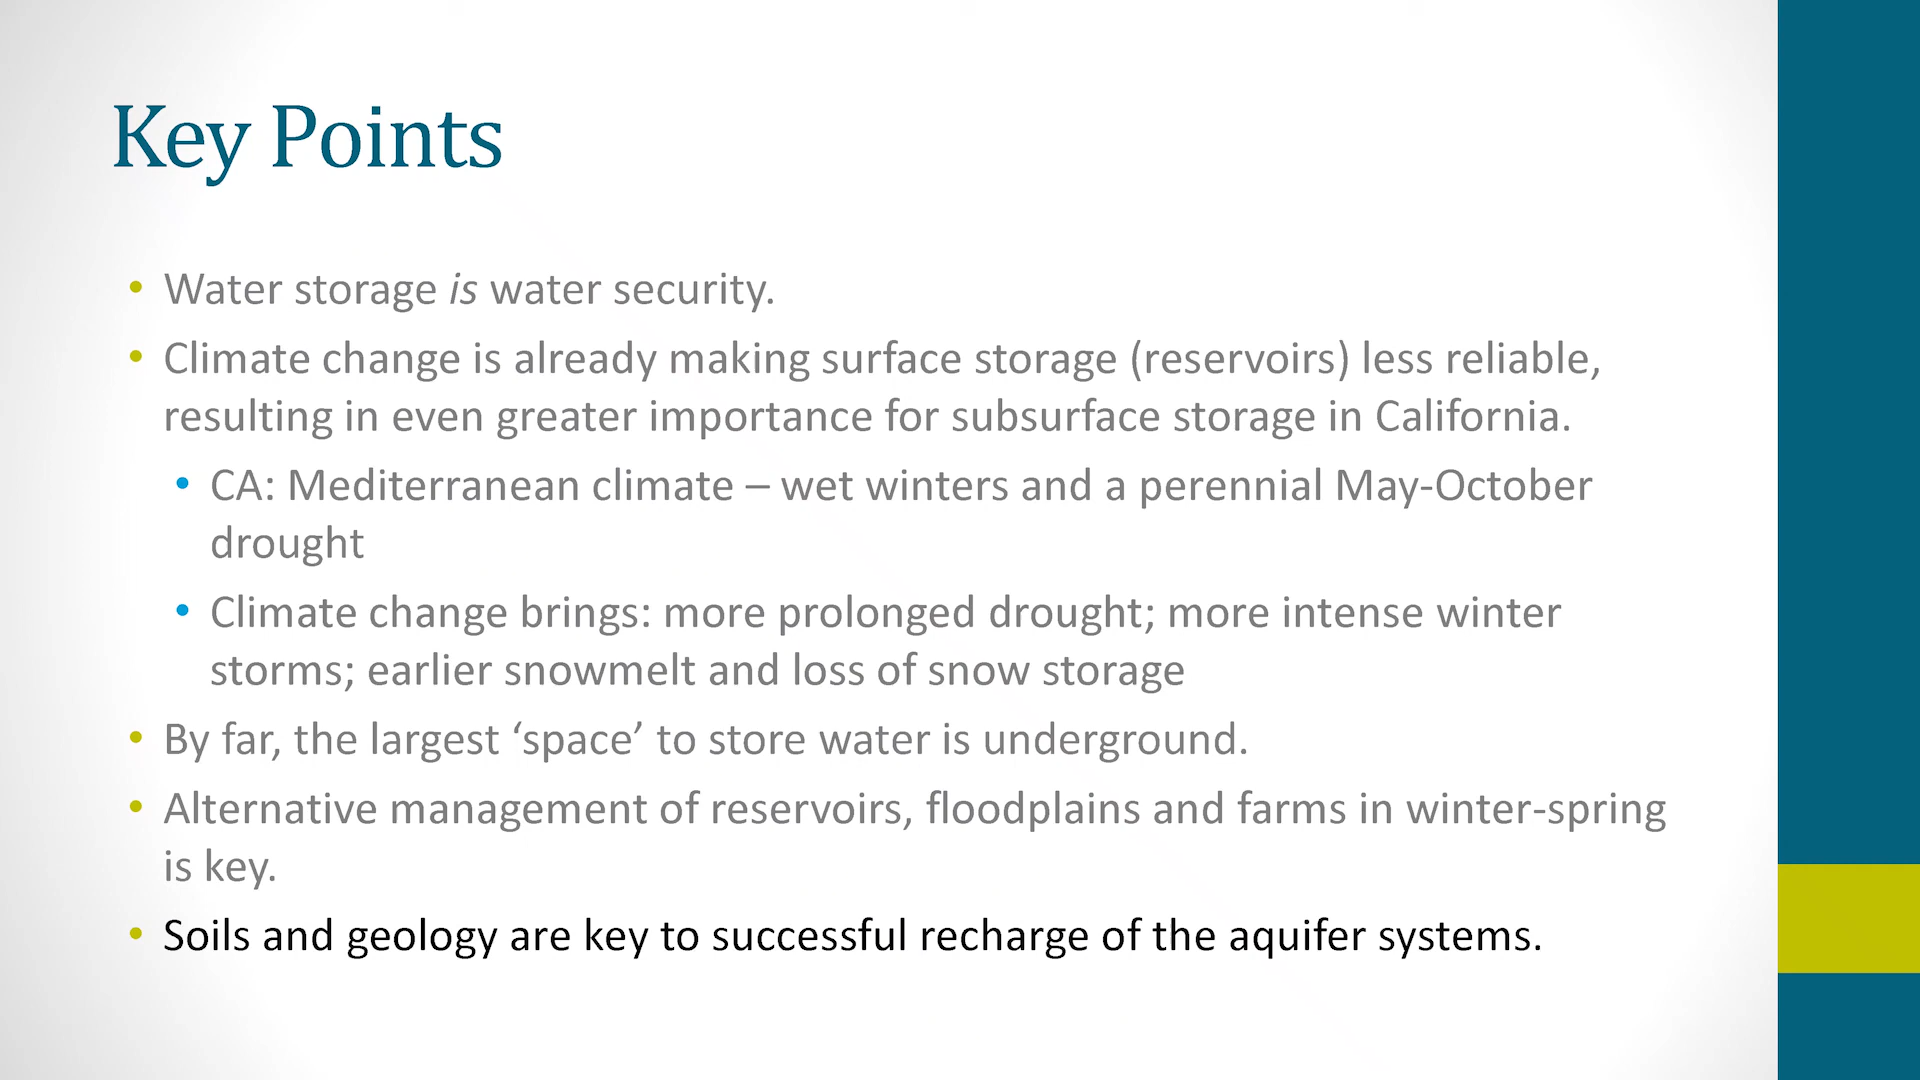 Key Points
• Water storage is water security.
• Climate change is already making surface storage (reservoirs) less reliable,
resulting in even greater importance for subsurface storage in California.
• CA: Mediterranean climate – wet winters and a perennial May-October
drought
• Climate change brings: more prolonged drought; more intense winter
storms; earlier snowmelt and loss of snow storage
• By far, the largest ‘space’ to store water is underground.
• Alternative management of reservoirs, floodplains and farms in winter-spring
is key.
• Soils and geology are key to successful recharge of the aquifer systems.